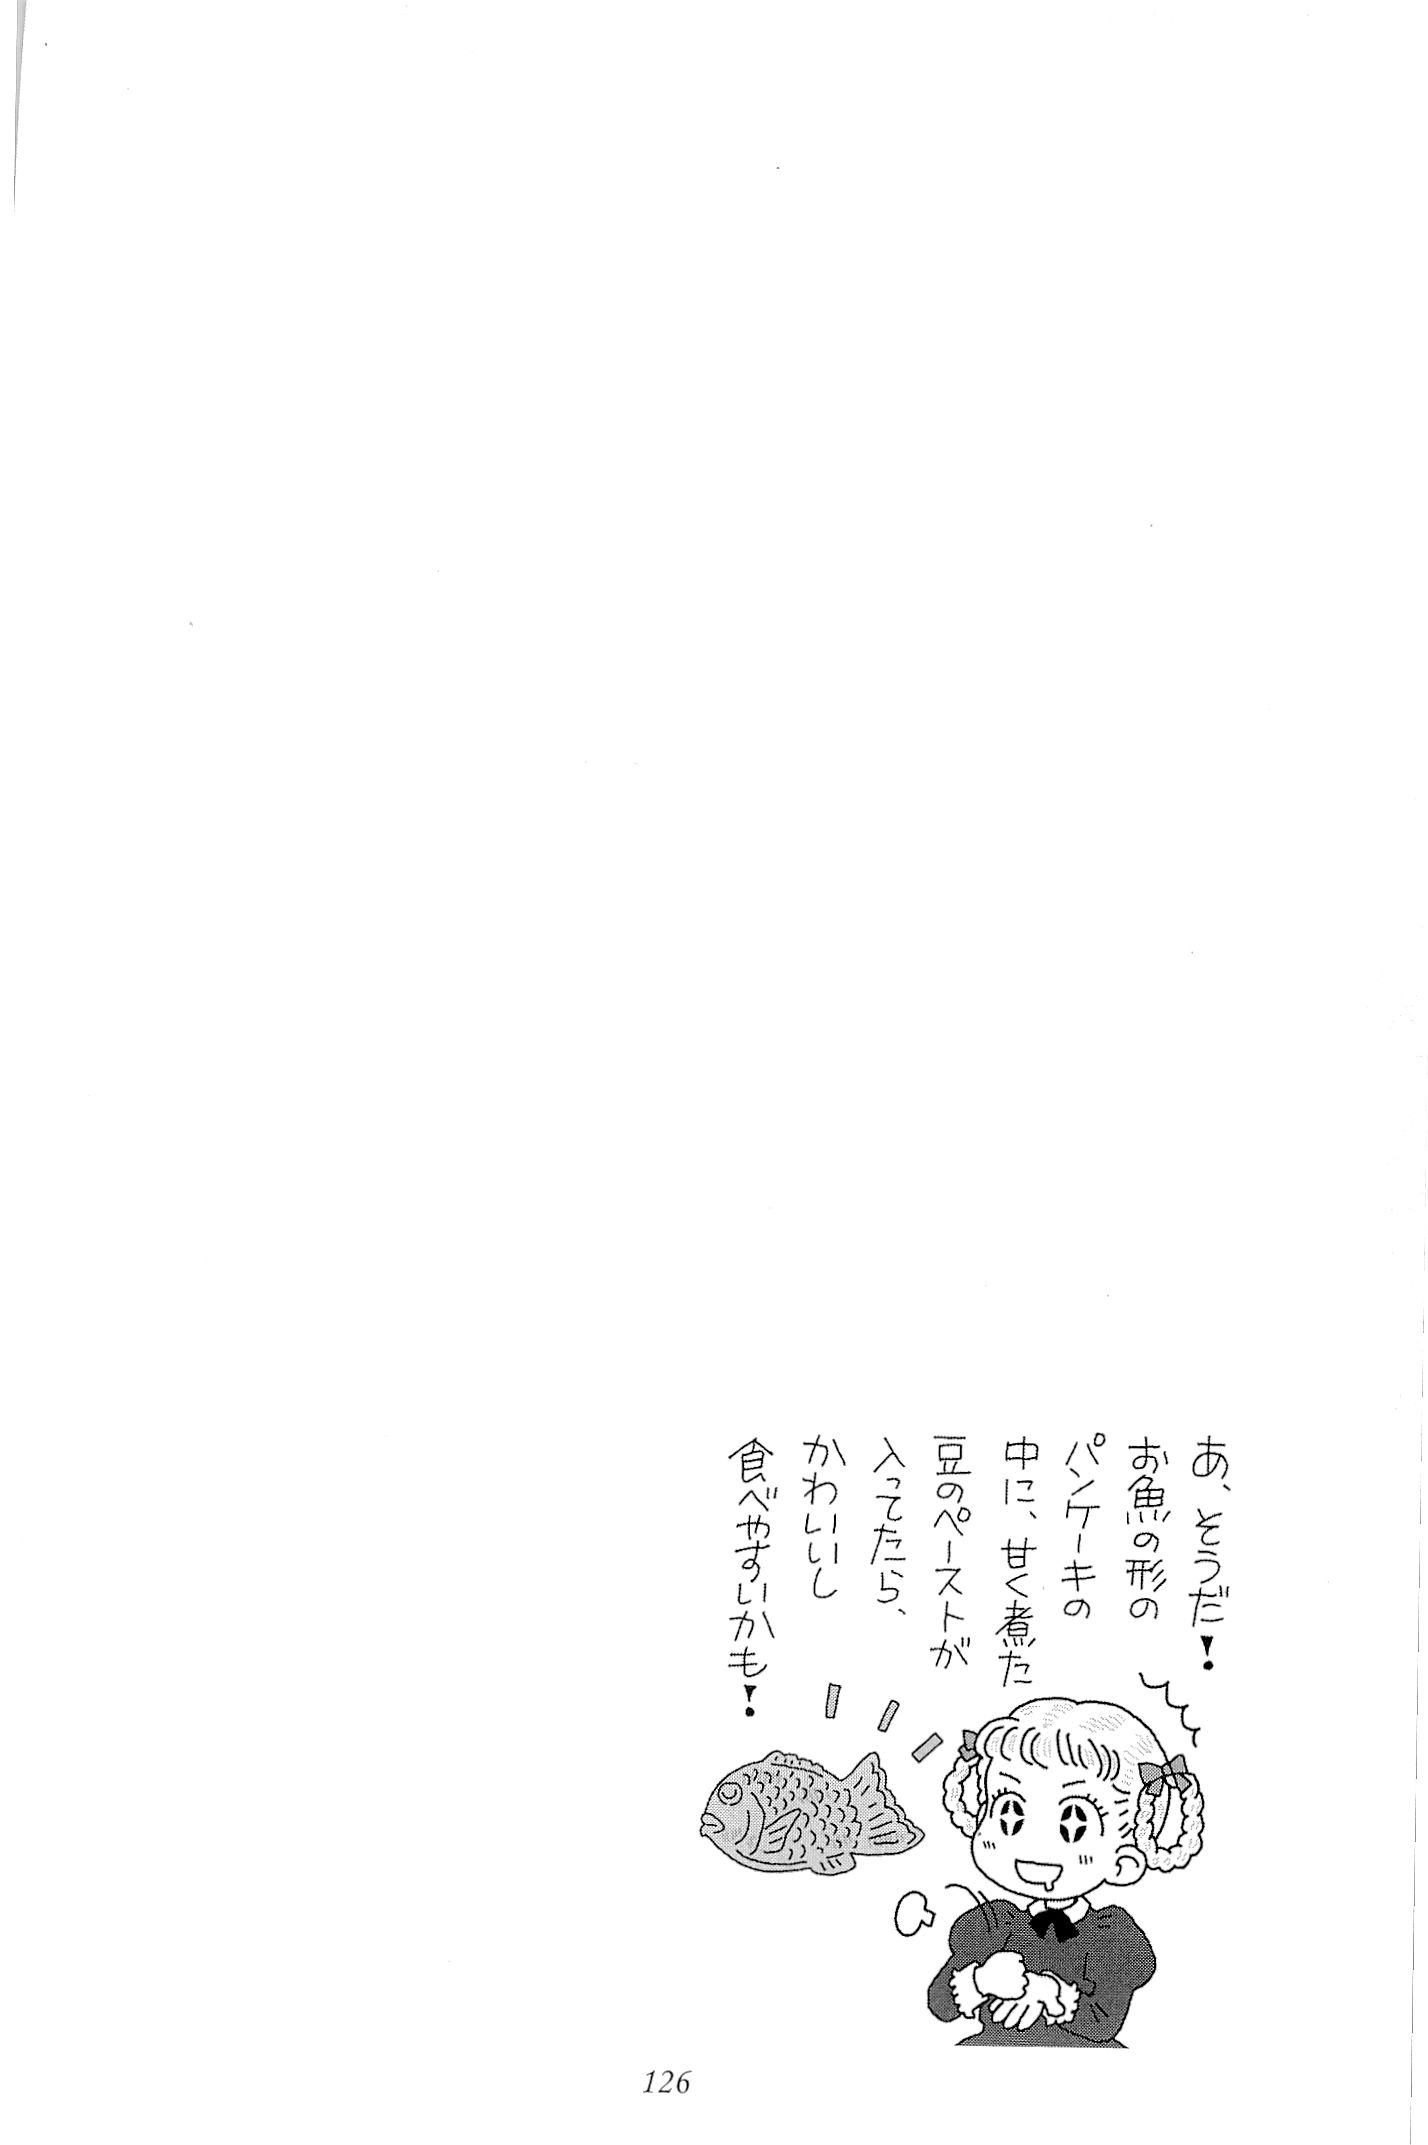 あ、そうだ!
お魚の形の
パンケーキの
中に、甘く煮た
豆のペーストが
入ってたら、
かわいいし
食べやすいかも!
126